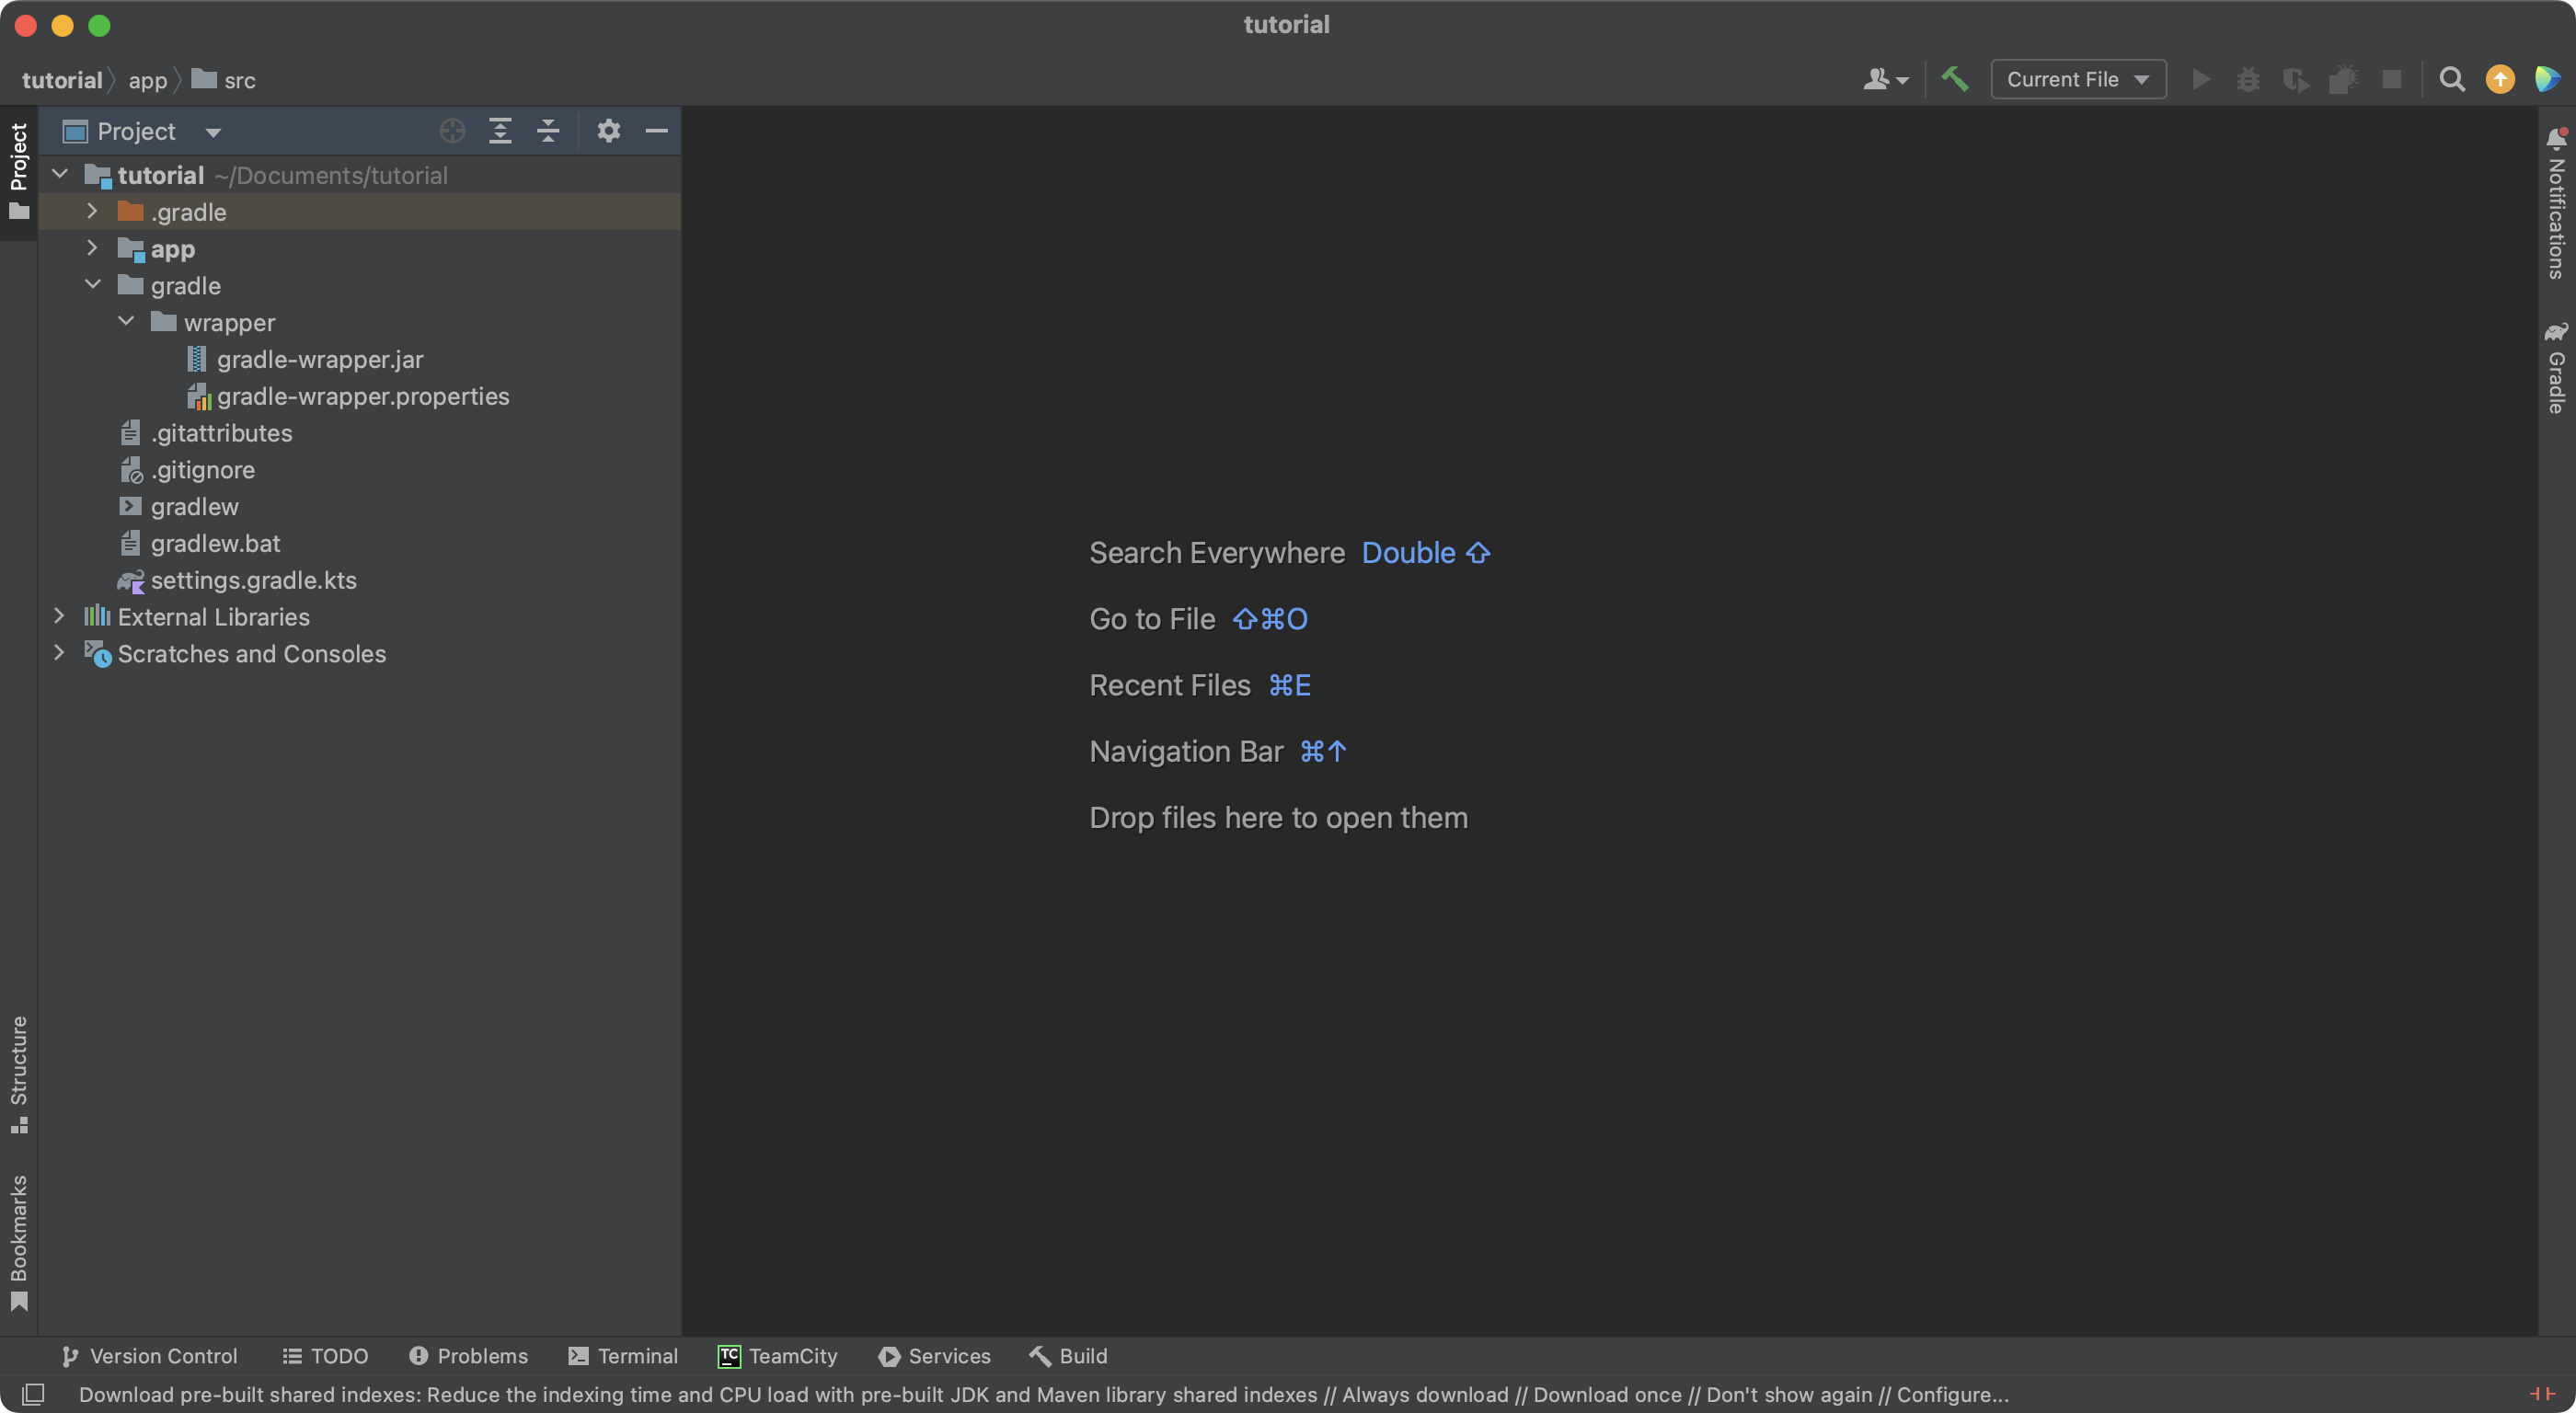 tutorial
tutorial app src
Current File
Project
Project
tutorial ~/Documents/tutorial
.gradle
app
gradle
wrapper
gradle-wrapper.jar
gradle-wrapper.properties
.gitattributes
.gitignore
gradlew
gradlew.bat
settings.gradle.kts
External Libraries
Scratches and Consoles
Structure
Bookmarks
Search Everywhere Double ⇧
Go to File ⇧⌘O
Recent Files ⌘E
Navigation Bar ⌘↑
Drop files here to open them
Notifications
Gradle
Version Control TODO Problems Terminal TC TeamCity Services Build
Download pre-built shared indexes: Reduce the indexing time and CPU load with pre-built JDK and Maven library shared indexes // Always download // Download once // Don't show again // Configure...